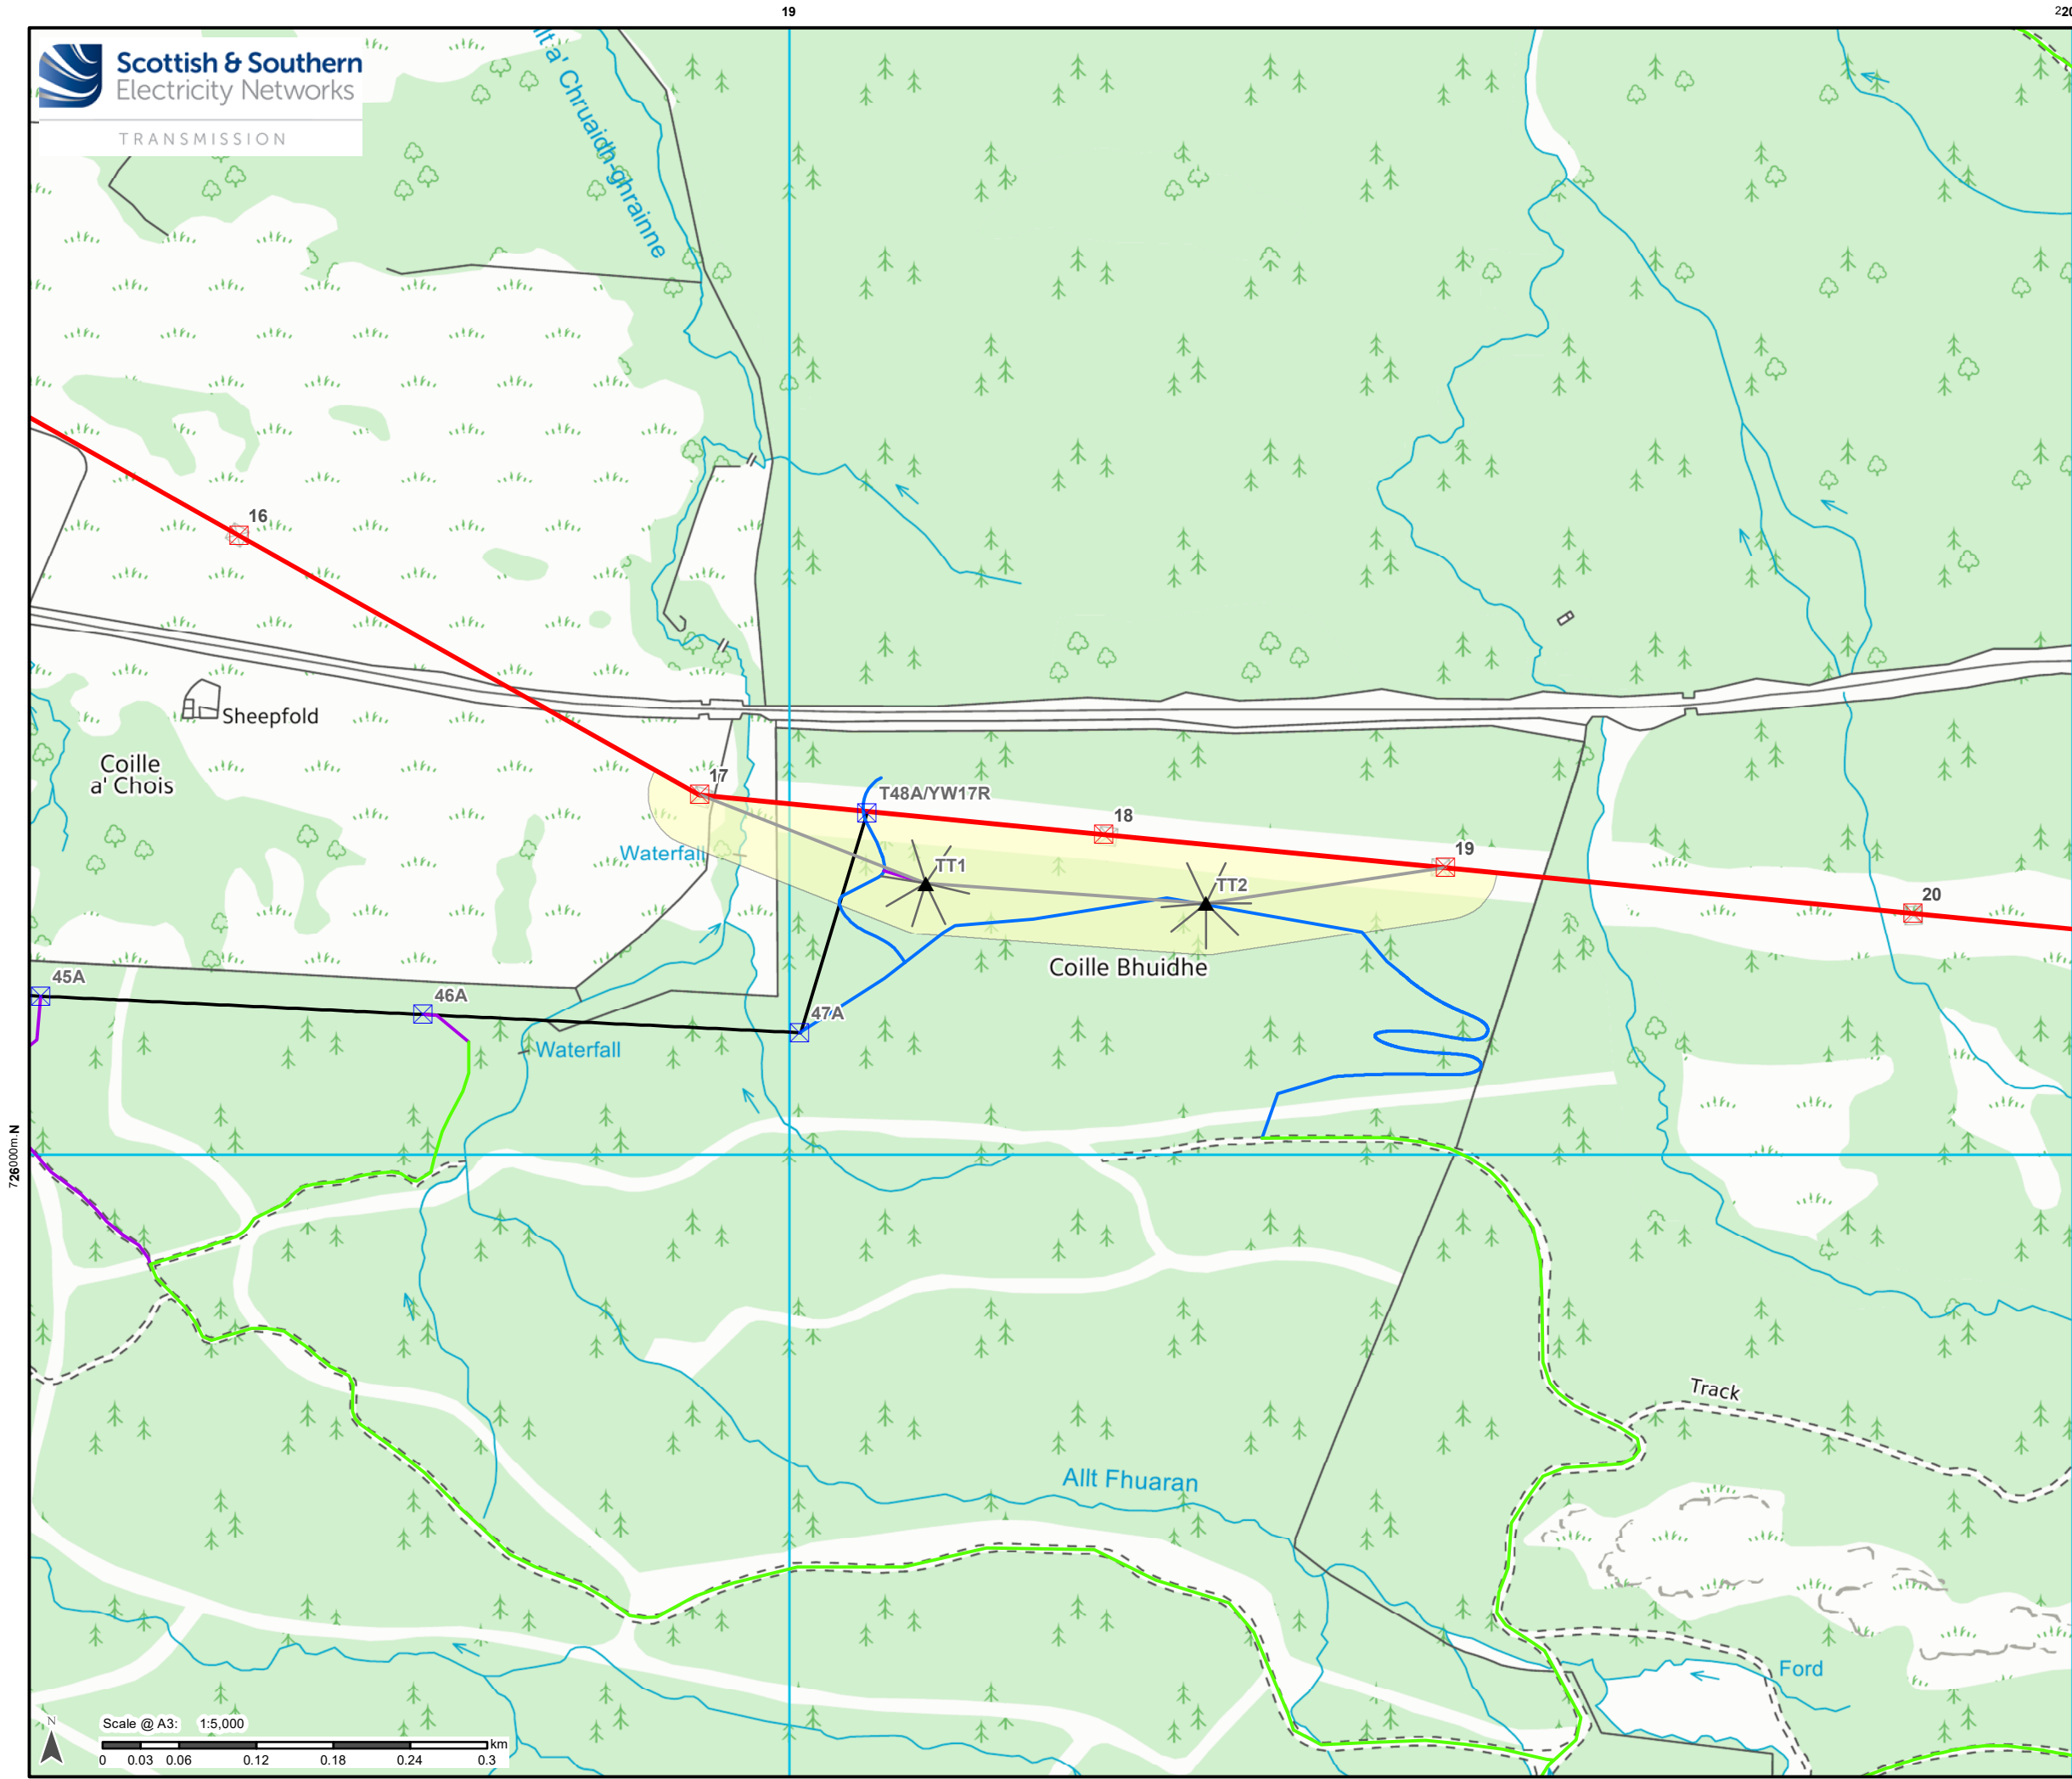 19
220
Scottish & Southern
Electricity Networks
TRANSMISSION
llt a' Chruaidh-ghrainne
16
Sheepfold
Coille
a' Chois
17
T48A/YW17R
18
19
Waterfall
TT1
TT2
20
Coille Bhuidhe
45A
46A
47A
Waterfall
726000m.N
Track
Allt Fhuaran
Ford
N
Scale @ A3: 1:5,000
km
0 0.03 0.06 0.12 0.18 0.24 0.3